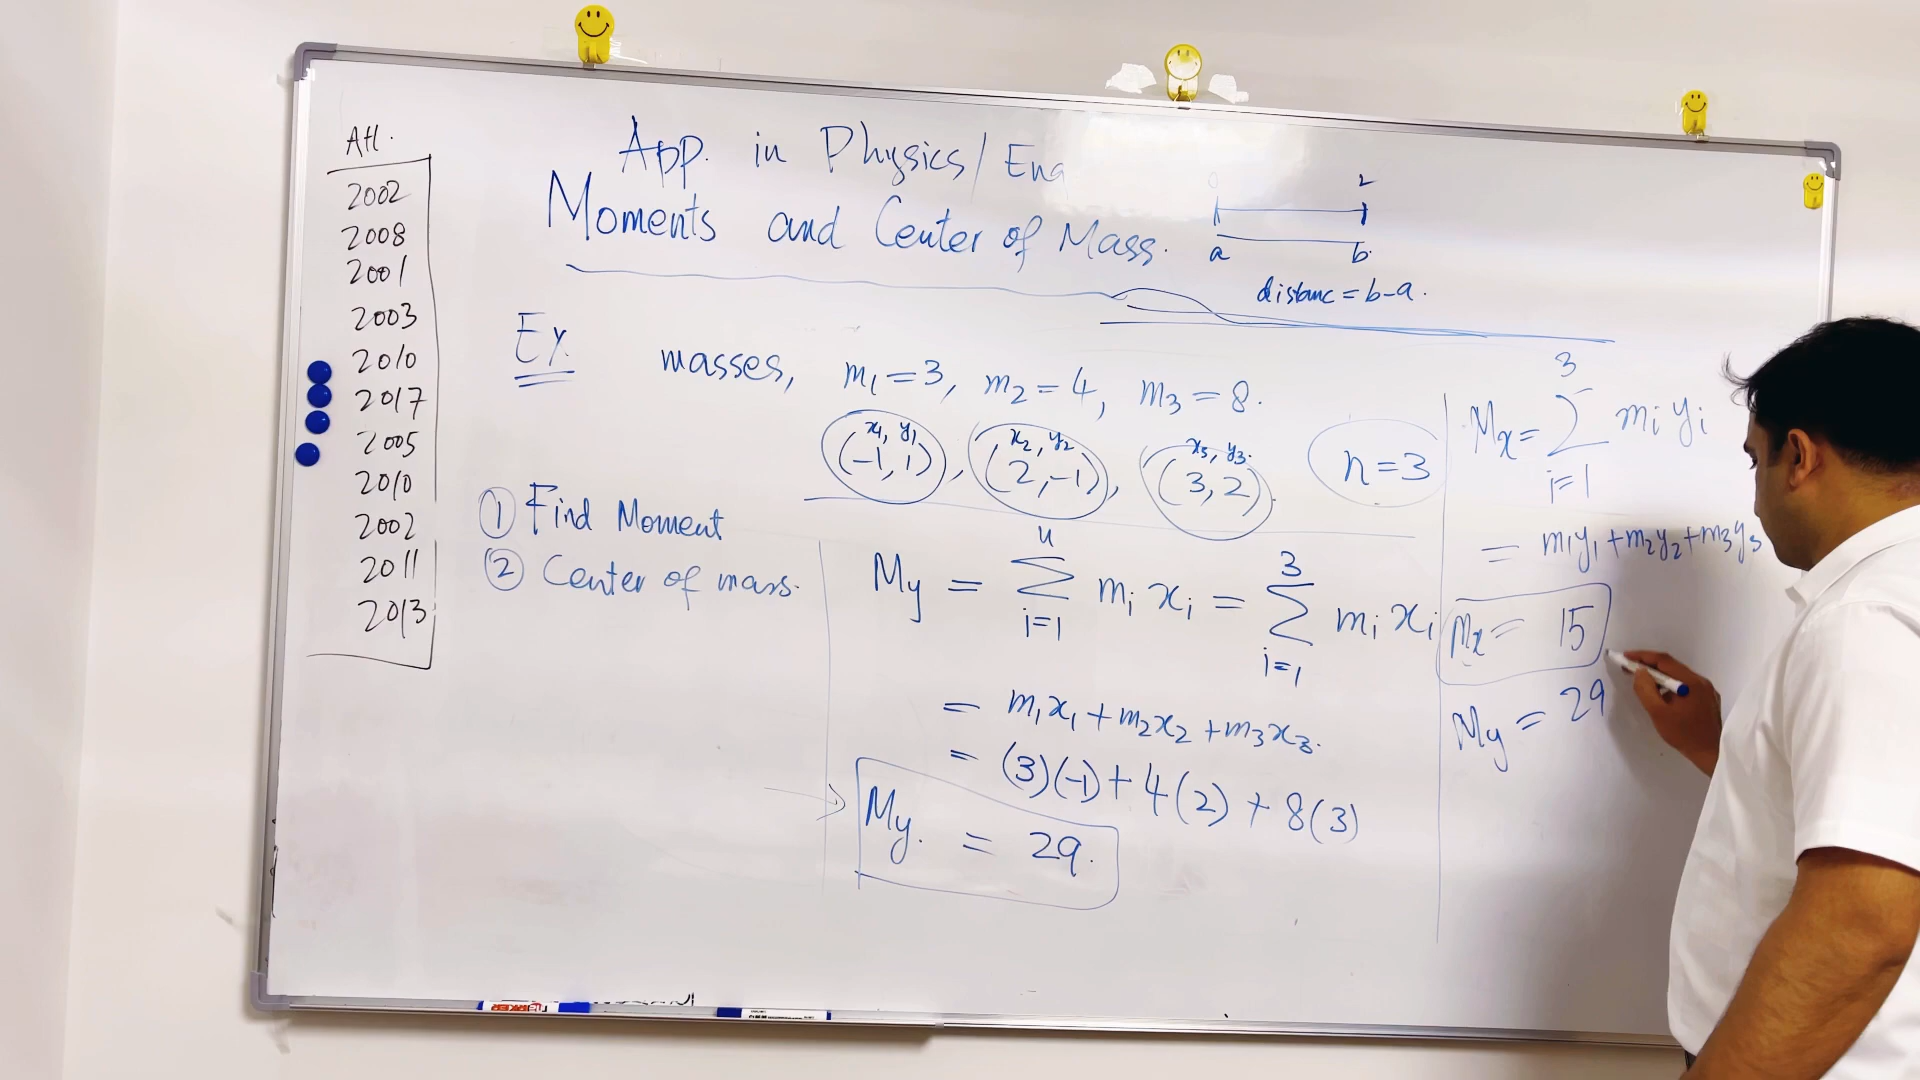 Att.
2002
2008
2001
2003
2010
2017
2005
2010
2002
2011
2013
App. in Physics/ Eng
Moments and Center of Mass.
a b.
distanc = b-a.
Ex.
masses, m1 = 3, m2 = 4, m3 = 8.
x1, y1 x2, y2 x3, y3.
(-1, 1), (2, -1), (3, 2). n = 3
① Find Moment
② Center of mass.
My = n∑i=1 mi xi = 3∑i=1 mi xi
= m1x1 + m2x2 + m3x3.
= (3)(-1) + 4(2) + 8(3)
My. = 29.
Mx = 3∑i=1 mi yi
= m1y1 + m2y2 + m3y3
Mx = 15
My = 29